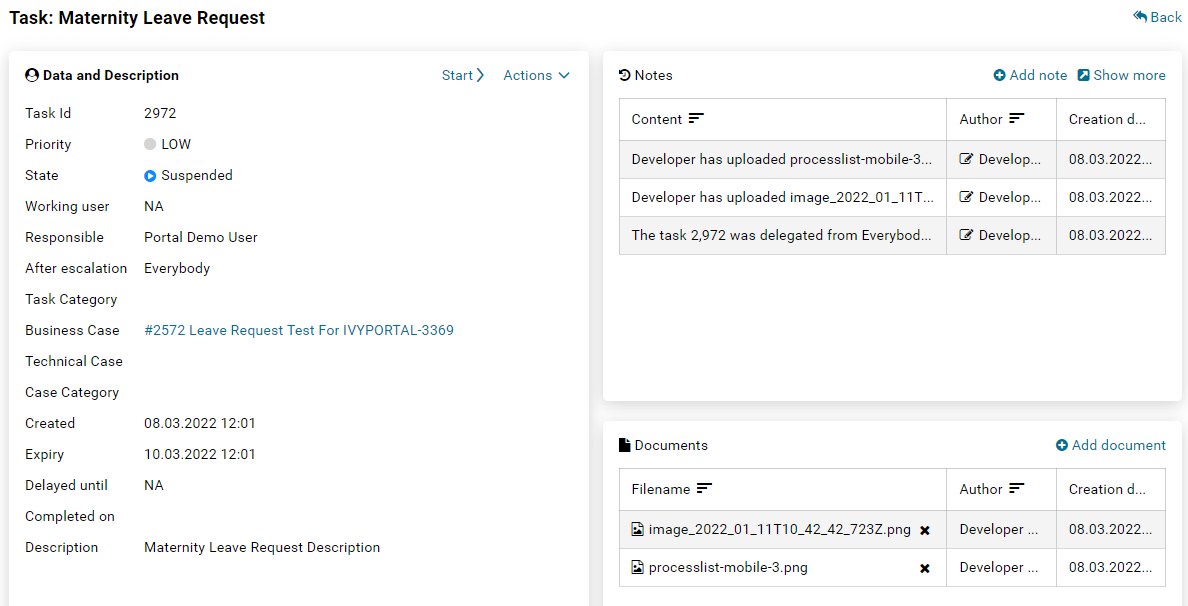 Task: Maternity Leave Request
Back
Data and Description
Start
Actions
Task Id 2972
Priority LOW
State Suspended
Working user NA
Responsible Portal Demo User
After escalation Everybody
Task Category
Business Case #2572 Leave Request Test For IVYPORTAL-3369
Technical Case
Case Category
Created 08.03.2022 12:01
Expiry 10.03.2022 12:01
Delayed until NA
Completed on
Description Maternity Leave Request Description
Notes
Add note
Show more
Content Author Creation d...
Developer has uploaded processlist-mobile-3... Develop... 08.03.2022...
Developer has uploaded image_2022_01_11T... Develop... 08.03.2022...
The task 2,972 was delegated from Everybod... Develop... 08.03.2022...
Documents
Add document
Filename Author Creation d...
image_2022_01_11T10_42_42_723Z.png Developer ... 08.03.2022...
processlist-mobile-3.png Developer ... 08.03.2022...